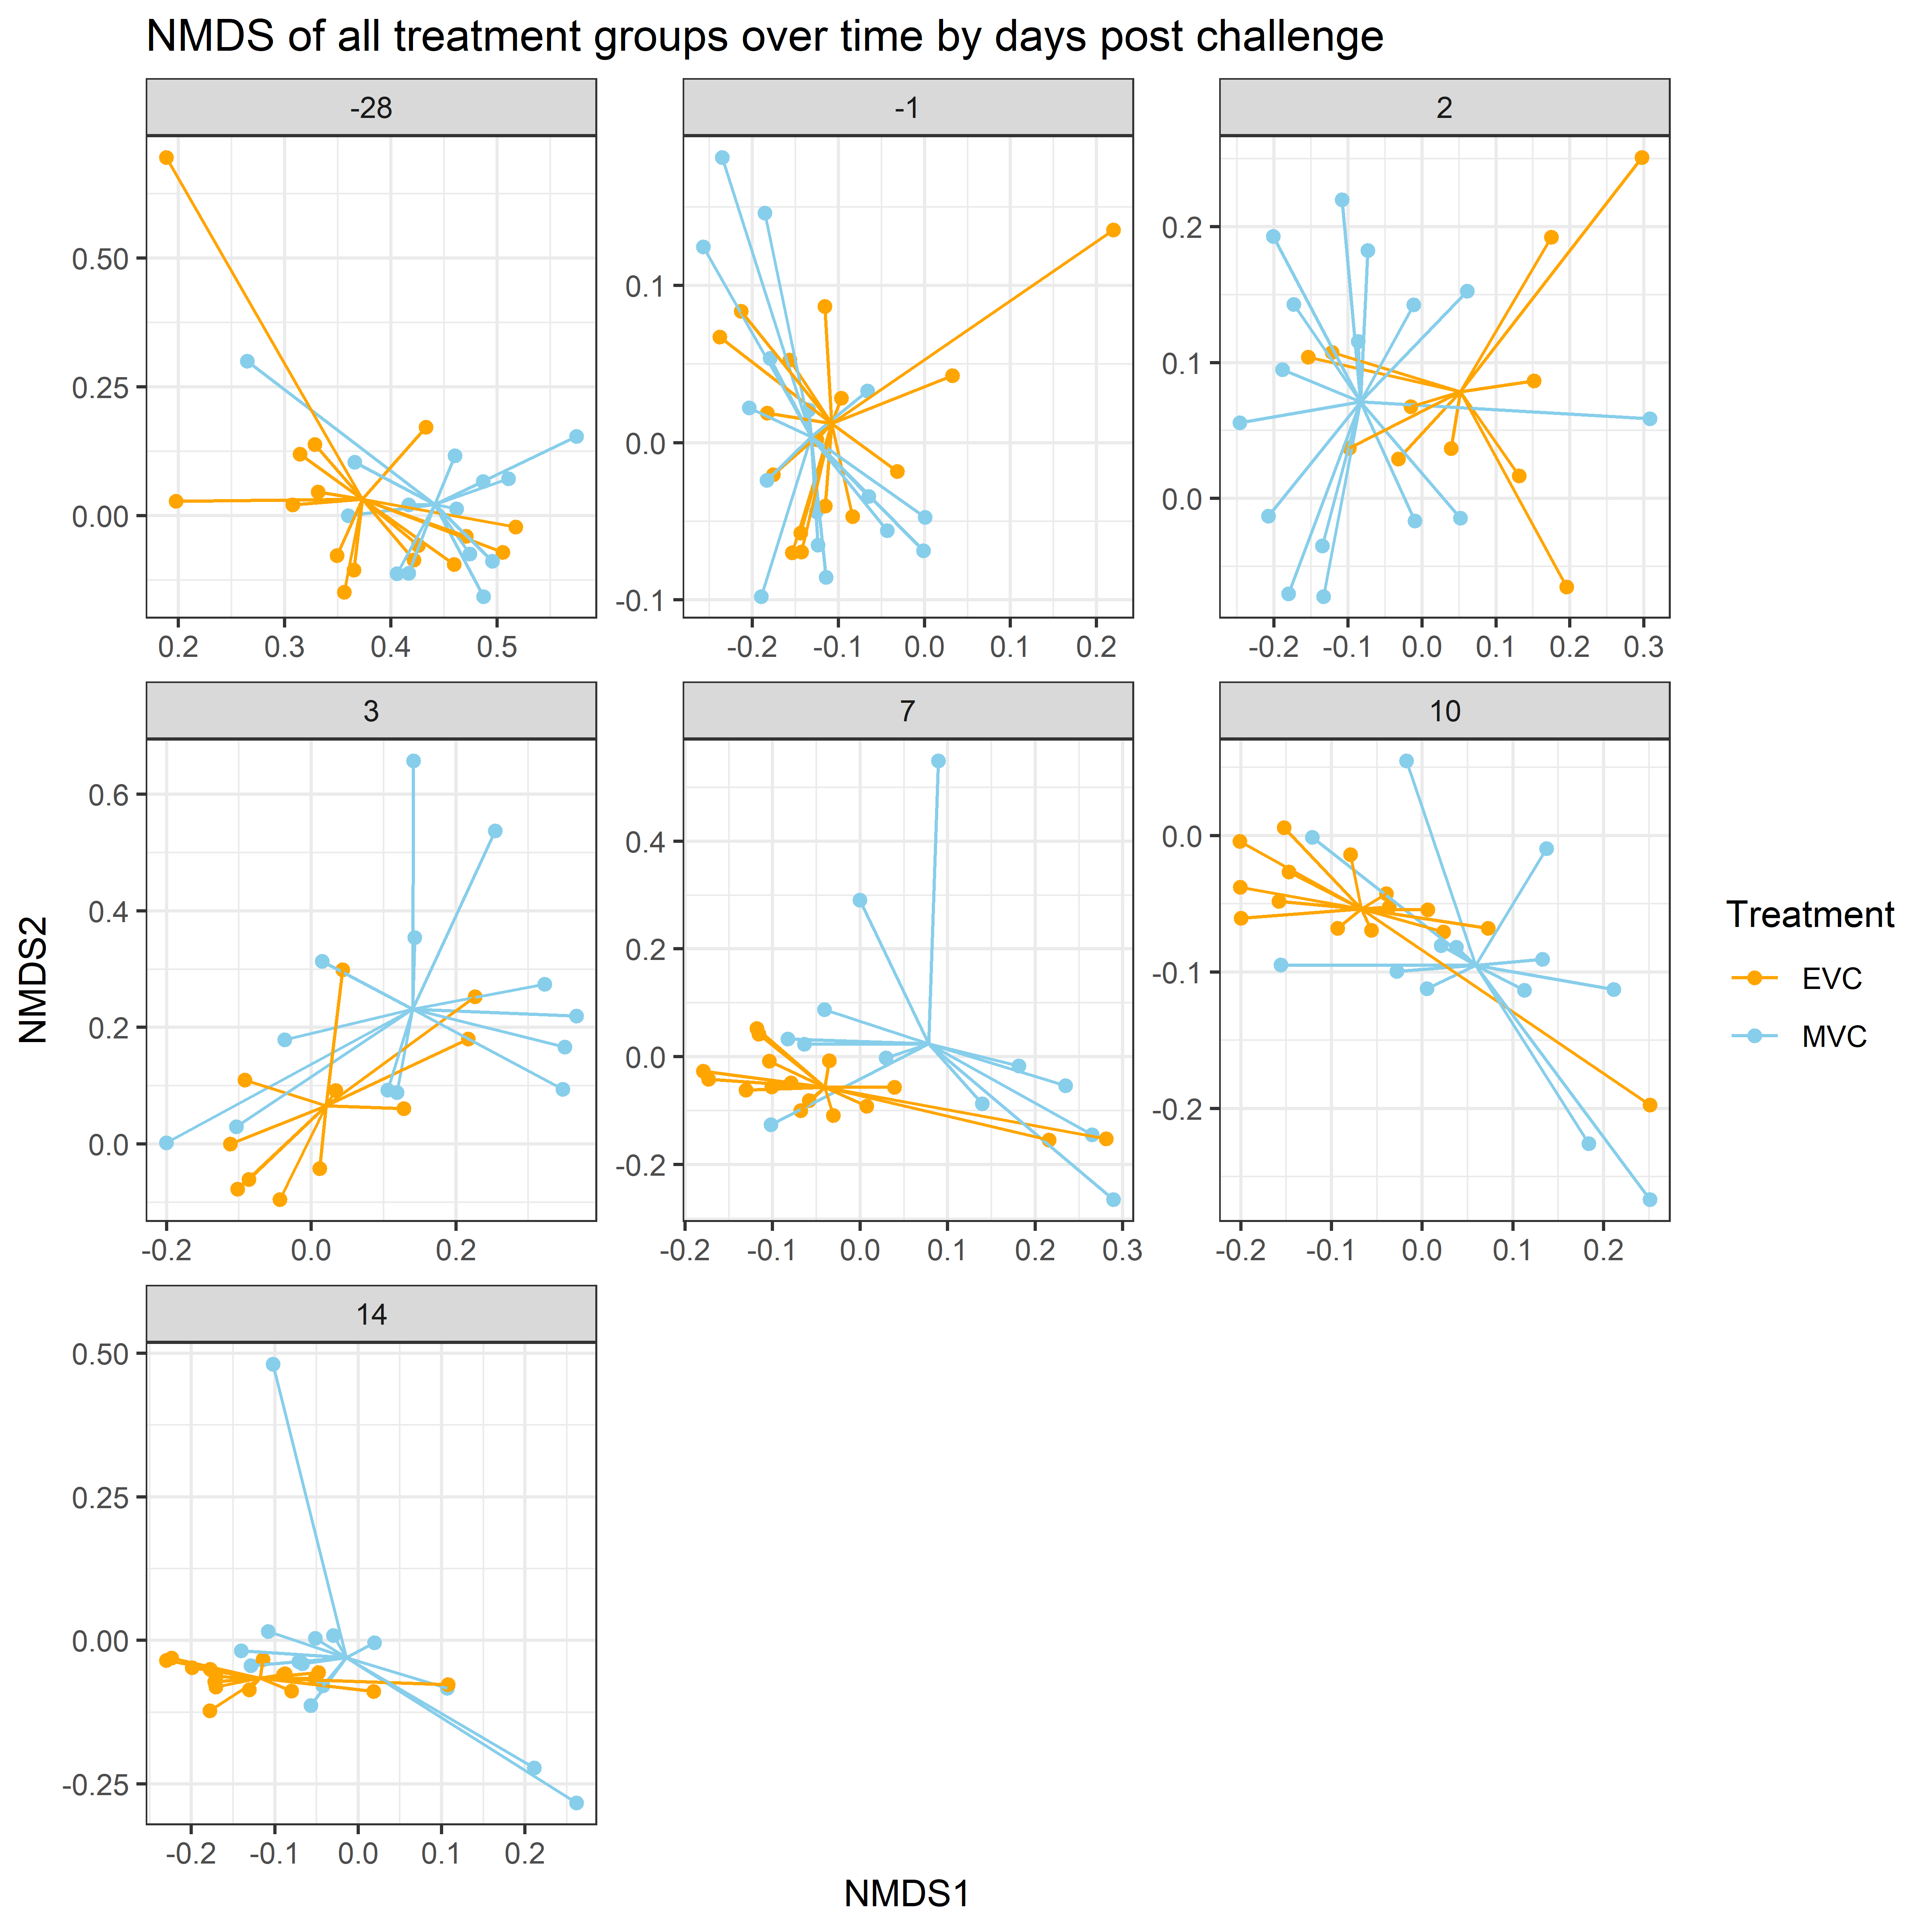 NMDS of all treatment groups over time by days post challenge
-28
-1
2
0.50
0.25
0.00
0.2 0.3 0.4 0.5
0.1
0.0
-0.1
-0.2 -0.1 0.0 0.1 0.2
0.2
0.1
0.0
-0.2 -0.1 0.0 0.1 0.2 0.3
3
7
10
0.6
0.4
0.2
0.0
-0.2 0.0 0.2
0.4
0.2
0.0
-0.2
-0.2 -0.1 0.0 0.1 0.2 0.3
0.0
-0.1
-0.2
-0.2 -0.1 0.0 0.1 0.2
14
0.50
0.25
0.00
-0.25
-0.2 -0.1 0.0 0.1 0.2
NMDS2
NMDS1
Treatment
EVC
MVC